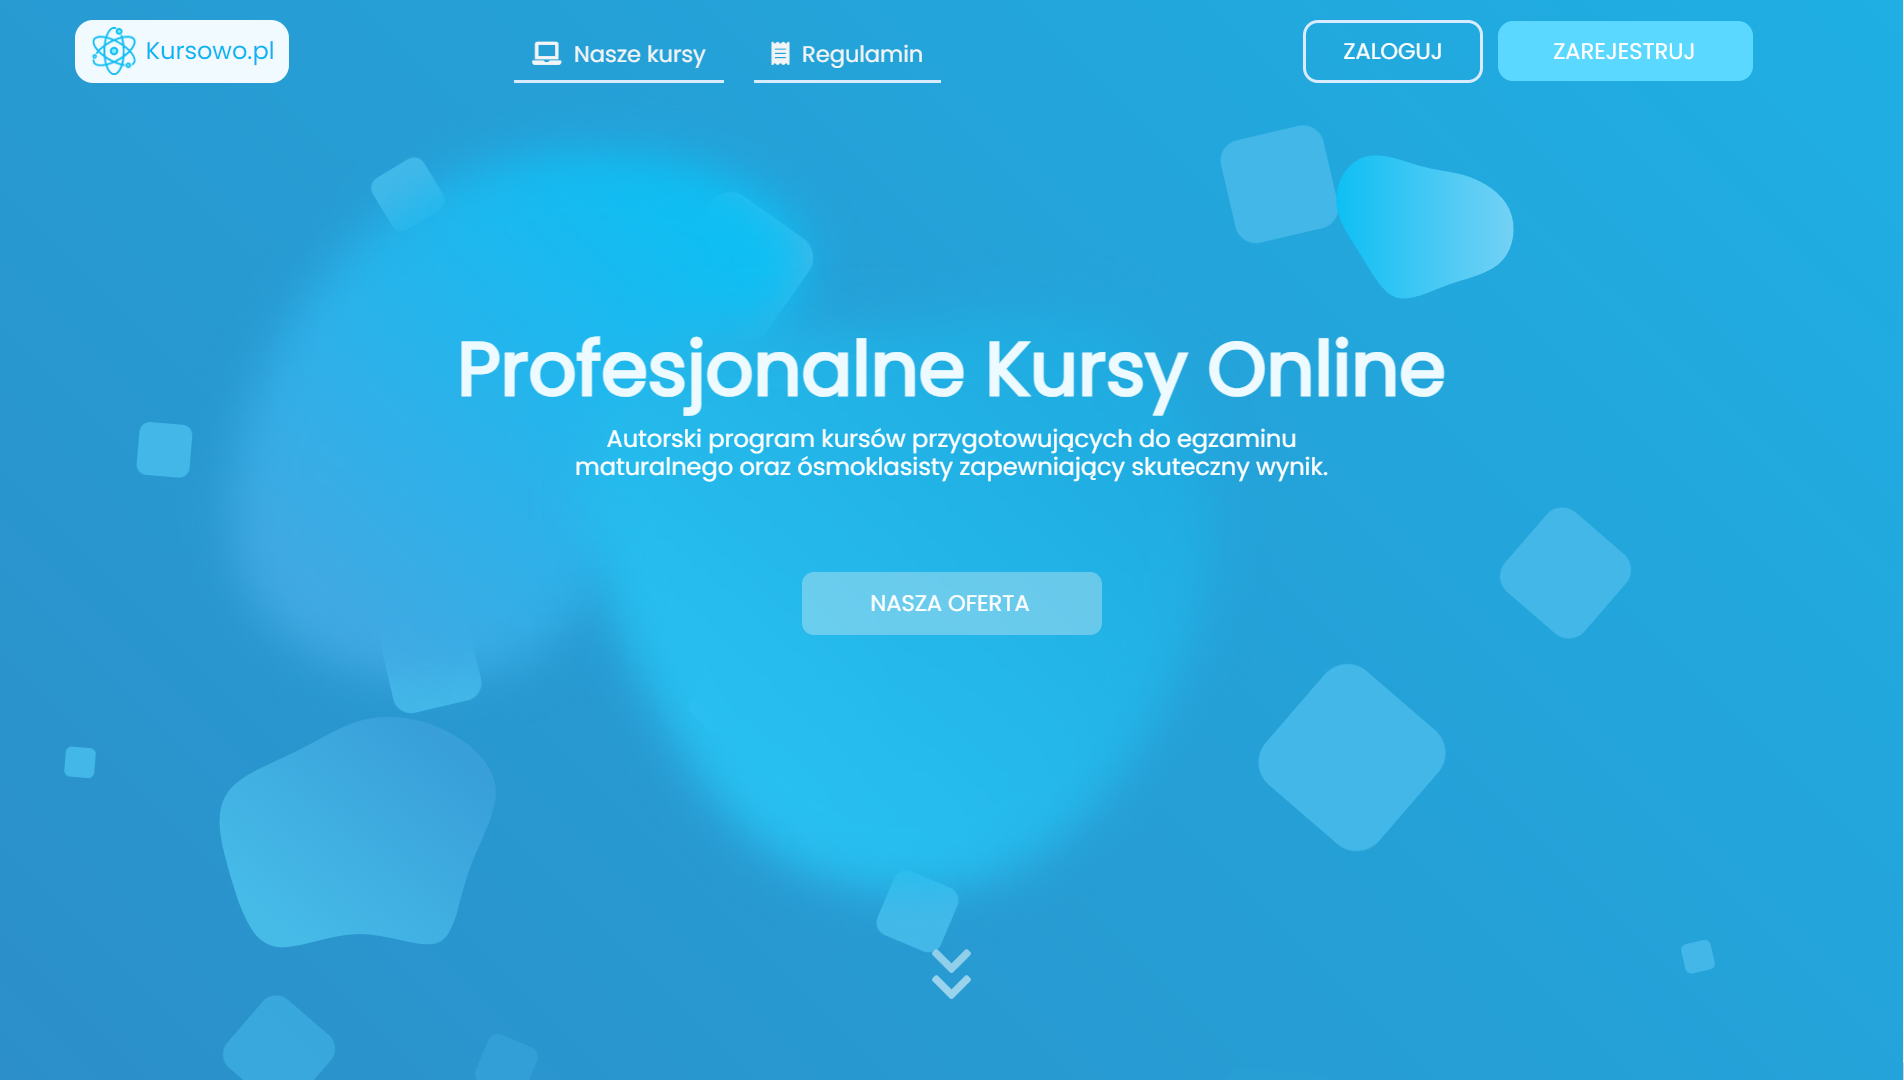 Kursowo.pl
Nasze kursy
Regulamin
ZALOGUJ
ZAREJESTRUJ
Profesjonalne Kursy Online
Autorski program kursów przygotowujących do egzaminu
maturalnego oraz ósmoklasisty zapewniający skuteczny wynik.
NASZA OFERTA